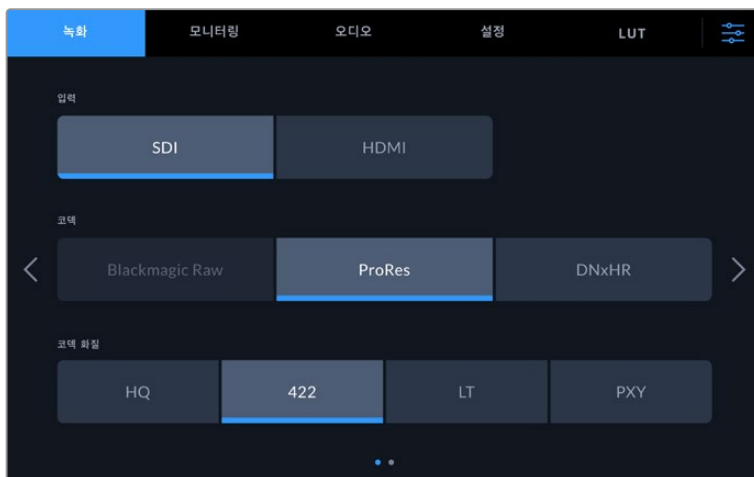 녹화 모니터링 오디오 설정 LUT
입력
SDI HDMI
코덱
Blackmagic Raw ProRes DNxHR
코덱 화질
HQ 422 LT PXY